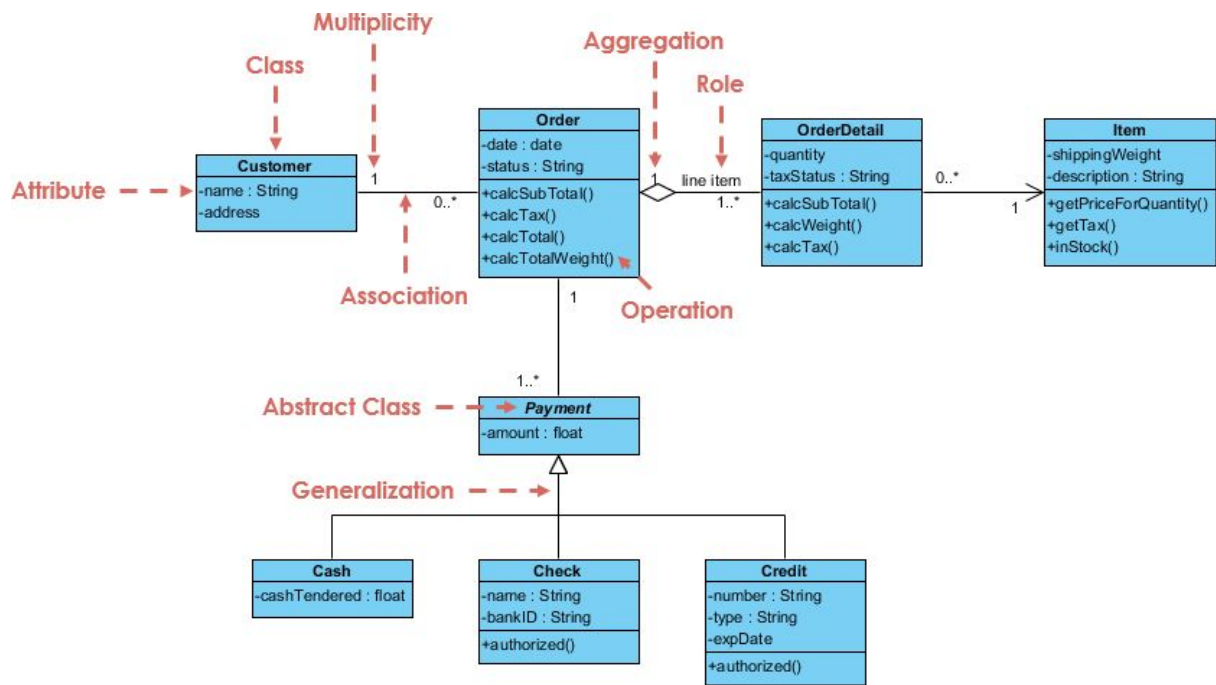 Multiplicity
Aggregation
Class
Role
Order
-date : date
-status : String
+calcSubTotal()
+calcTax()
+calcTotal()
+calcTotalWeight()
OrderDetail
-quantity
-taxStatus : String
+calcSubTotal()
+calcWeight()
+calcTax()
Item
-shippingWeight
-description : String
+getPriceForQuantity()
+getTax()
+inStock()
Customer
-name : String
-address
Attribute
1
0..*
1
line item
1..*
0..*
1
Association
Operation
1
1..*
Abstract Class
Payment
-amount : float
Generalization
Cash
-cashTendered : float
Check
-name : String
-bankID : String
+authorized()
Credit
-number : String
-type : String
-expDate
+authorized()